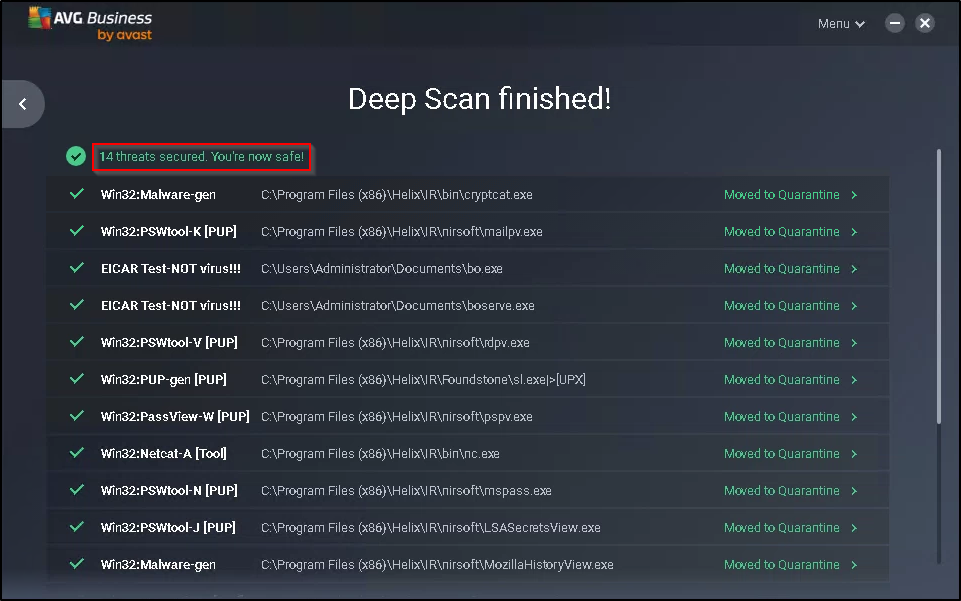 AVG Business
by avast
Menu
Deep Scan finished!
14 threats secured. You're now safe!
Win32:Malware-gen C:\Program Files (x86)\Helix\IR\bin\cryptcat.exe Moved to Quarantine
Win32:PSWtool-K [PUP] C:\Program Files (x86)\Helix\IR\nirsoft\mailpv.exe Moved to Quarantine
EICAR Test-NOT virus!!! C:\Users\Administrator\Documents\bo.exe Moved to Quarantine
EICAR Test-NOT virus!!! C:\Users\Administrator\Documents\boserve.exe Moved to Quarantine
Win32:PSWtool-V [PUP] C:\Program Files (x86)\Helix\IR\nirsoft\rdpv.exe Moved to Quarantine
Win32:PUP-gen [PUP] C:\Program Files (x86)\Helix\IR\Foundstone\sl.exe|>[UPX] Moved to Quarantine
Win32:PassView-W [PUP] C:\Program Files (x86)\Helix\IR\nirsoft\pspv.exe Moved to Quarantine
Win32:Netcat-A [Tool] C:\Program Files (x86)\Helix\IR\bin\nc.exe Moved to Quarantine
Win32:PSWtool-N [PUP] C:\Program Files (x86)\Helix\IR\nirsoft\mspass.exe Moved to Quarantine
Win32:PSWtool-J [PUP] C:\Program Files (x86)\Helix\IR\nirsoft\LSASecretsView.exe Moved to Quarantine
Win32:Malware-gen C:\Program Files (x86)\Helix\IR\nirsoft\MozillaHistoryView.exe Moved to Quarantine